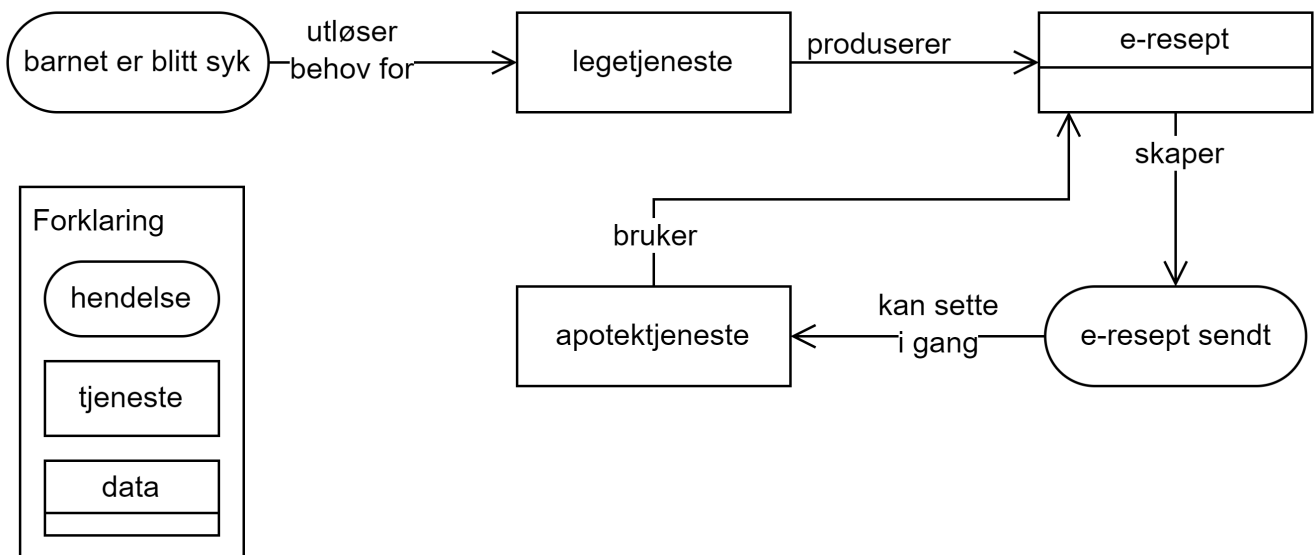 barnet er blitt syk
utløser
behov for
legetjeneste
produserer
e-resept
skaper
Forklaring
hendelse
tjeneste
data
bruker
apotektjeneste
kan sette
i gang
e-resept sendt